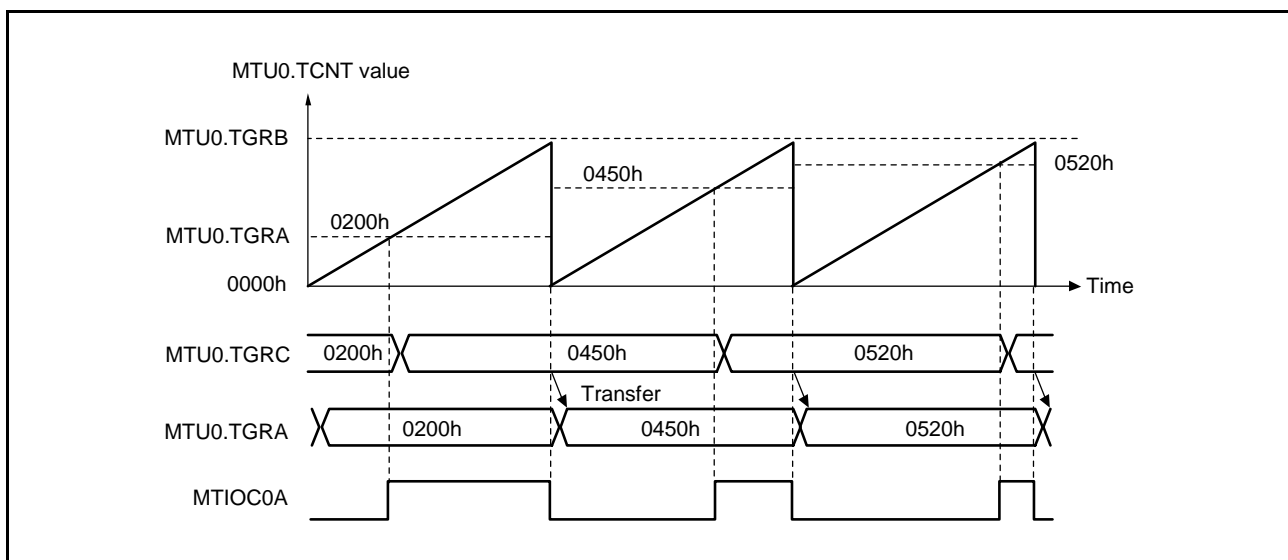 MTU0.TCNT value
MTU0.TGRB
0520h
0450h
0200h
MTU0.TGRA
0000h
Time
MTU0.TGRC 0200h 0450h 0520h
Transfer
MTU0.TGRA 0200h 0450h 0520h
MTIOC0A